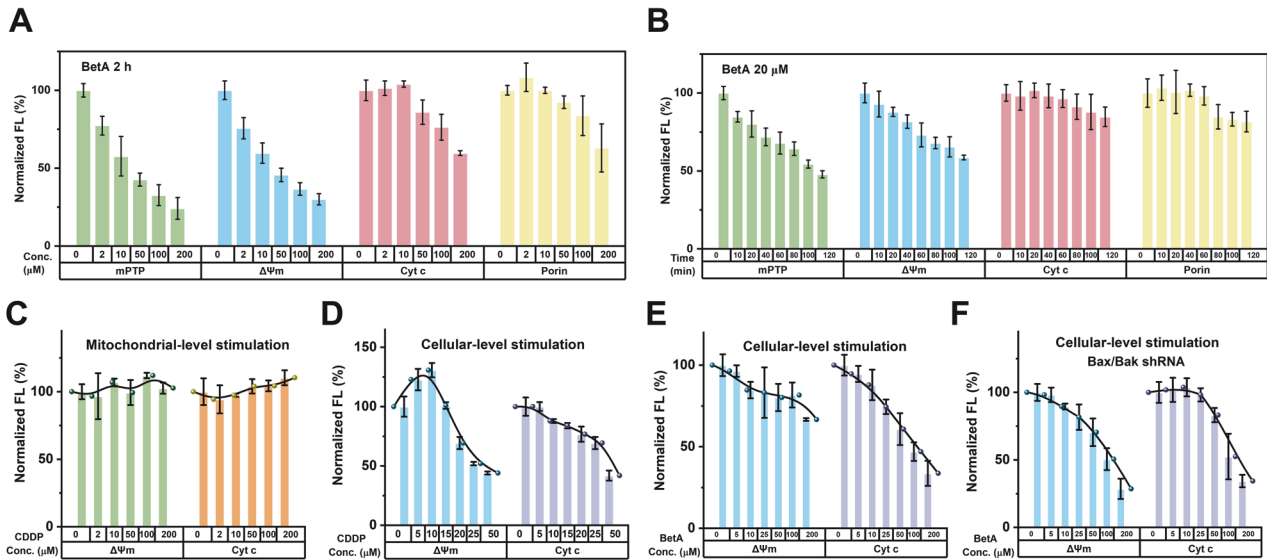 A
BetA 2 h
Normalized FL (%)
100
50
0
Conc.
(μM)
0 2 10 50 100 200
0 2 10 50 100 200
0 2 10 50 100 200
0 2 10 50 100 200
mPTP ΔΨm Cyt c Porin
B
BetA 20 μM
Normalized FL (%)
100
50
0
Time
(min)
0 10 20 40 60 80 100 120
0 10 20 40 60 80 100 120
0 10 20 40 60 80 100 120
0 10 20 40 60 80 100 120
mPTP ΔΨm Cyt c Porin
C
Mitochondrial-level stimulation
Normalized FL (%)
100
50
0
CDDP
Conc. (μM)
0 2 10 50 100 200
0 2 10 50 100 200
ΔΨm Cyt c
D
Cellular-level stimulation
Normalized FL (%)
150
100
50
0
CDDP
Conc. (μM)
0 5 10 15 20 25 50
0 5 10 15 20 25 50
ΔΨm Cyt c
E
Cellular-level stimulation
Normalized FL (%)
100
50
0
BetA
Conc. (μM)
0 5 10 25 50 100 200
0 5 10 25 50 100 200
ΔΨm Cyt c
F
Cellular-level stimulation
Bax/Bak shRNA
Normalized FL (%)
100
50
0
BetA
Conc. (μM)
0 5 10 25 50 100 200
0 5 10 25 50 100 200
ΔΨm Cyt c